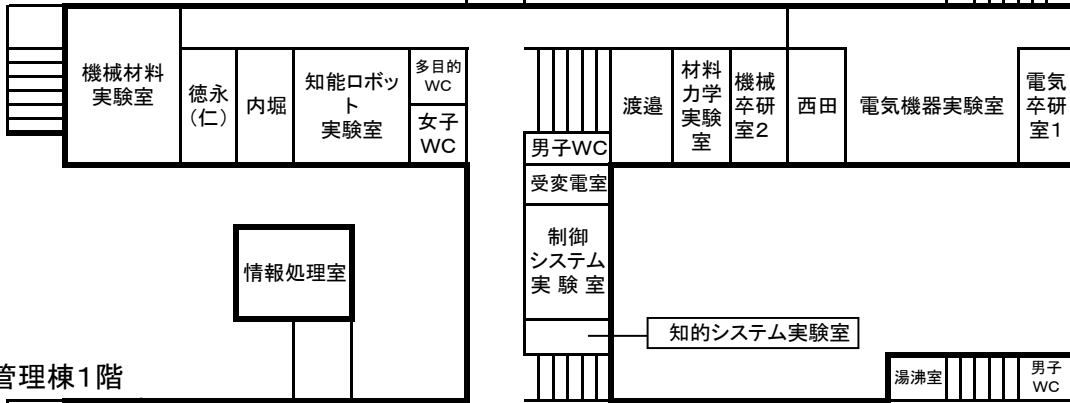 機械材料
実験室
徳永
(仁)
内堀
知能ロボッ
ト
実験室
多目的
WC
女子
WC
渡邉
材料
力学
実験
室
機械
卒研
室2
西田
電気機器実験室
電気
卒研
室1
男子WC
受変電室
制御
システム
実 験 室
情報処理室
知的システム実験室
管理棟1階
湯沸室
男子
WC